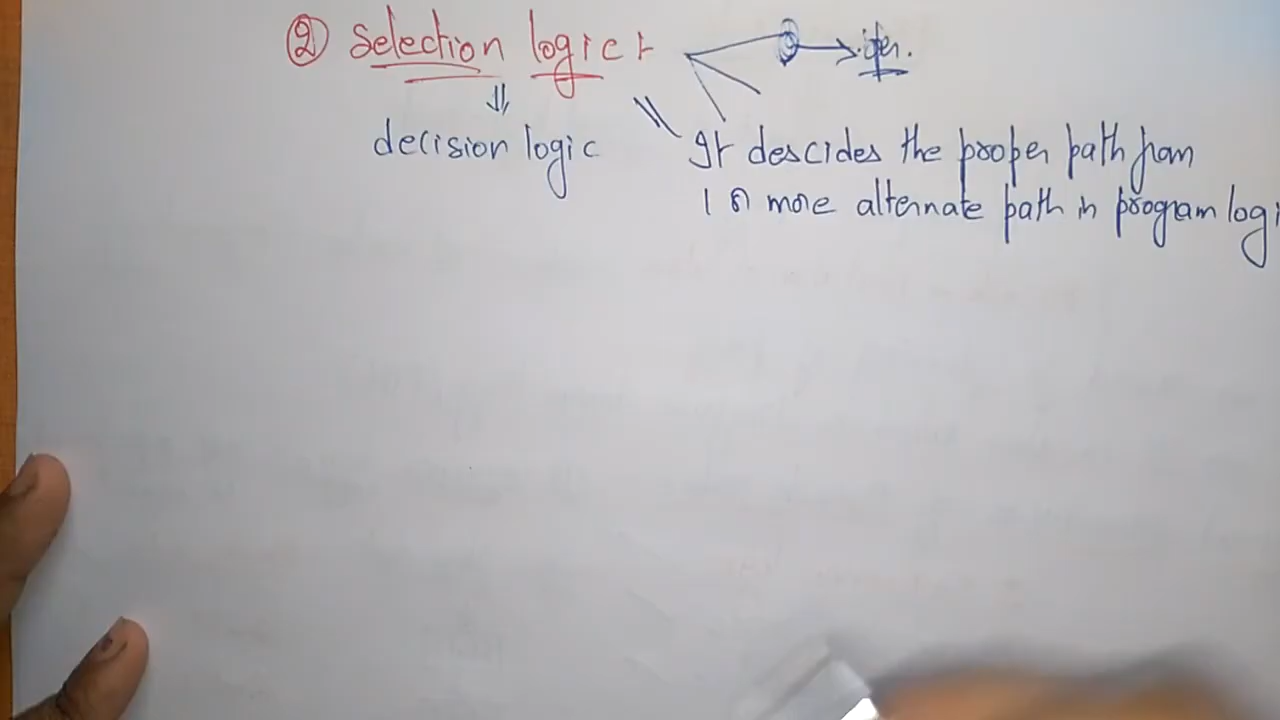 ② Selection logic :-
decision logic
It descides the proper path from
1 or more alternate path in program logi